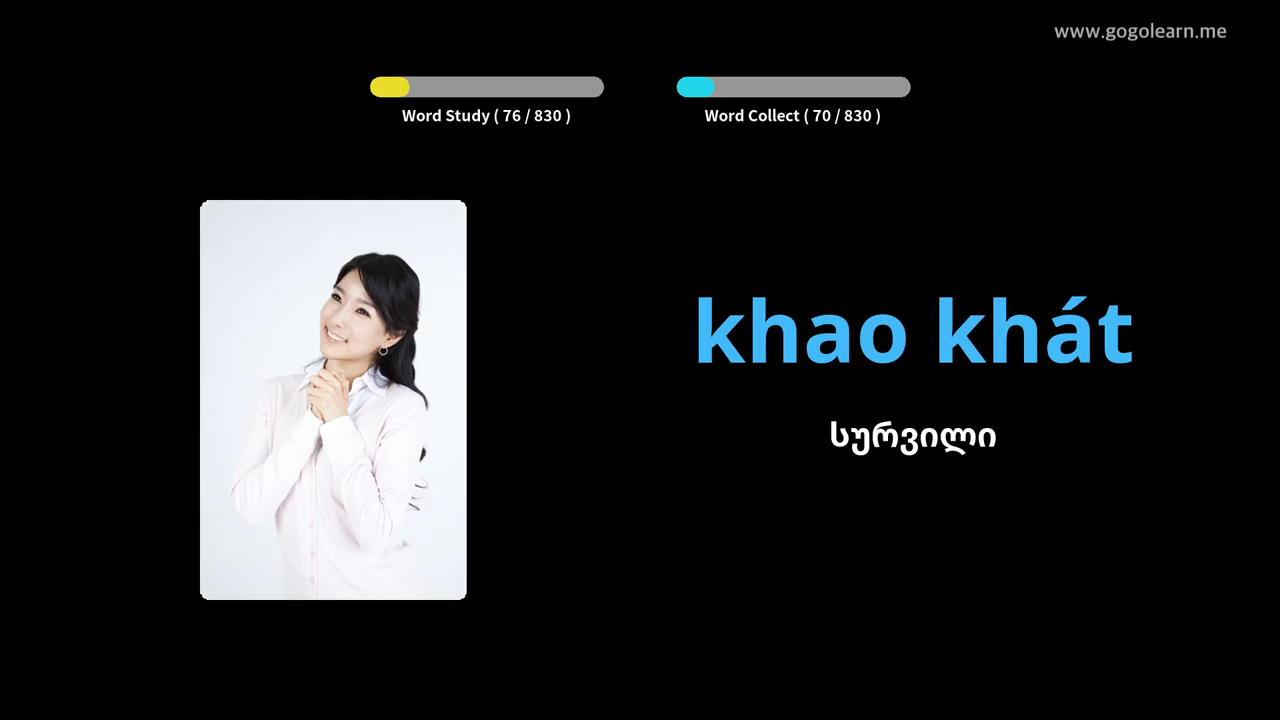 www.gogolearn.me
Word Study ( 76 / 830 )
Word Collect ( 70 / 830 )
khao khát
სურვილი